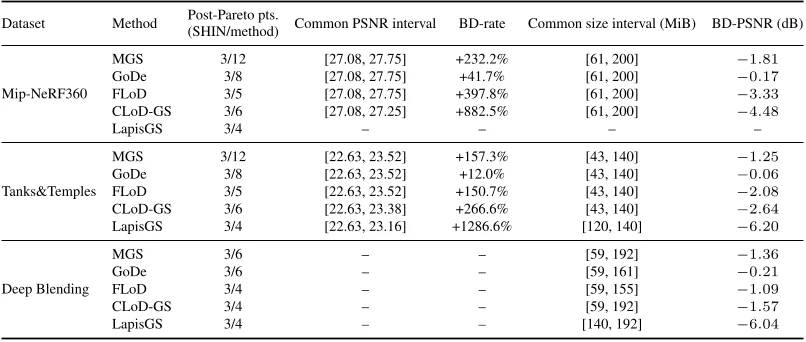 Dataset Method Post-Pareto pts. (SHIN/method) Common PSNR interval BD-rate Common size interval (MiB) BD-PSNR (dB)
MGS 3/12 [27.08, 27.75] +232.2% [61, 200] −1.81
GoDe 3/8 [27.08, 27.75] +41.7% [61, 200] −0.17
Mip-NeRF360 FLoD 3/5 [27.08, 27.75] +397.8% [61, 200] −3.33
CLoD-GS 3/6 [27.08, 27.25] +882.5% [61, 200] −4.48
LapisGS 3/4 – – – –
MGS 3/12 [22.63, 23.52] +157.3% [43, 140] −1.25
GoDe 3/8 [22.63, 23.52] +12.0% [43, 140] −0.06
Tanks&Temples FLoD 3/5 [22.63, 23.52] +150.7% [43, 140] −2.08
CLoD-GS 3/6 [22.63, 23.38] +266.6% [43, 140] −2.64
LapisGS 3/4 [22.63, 23.16] +1286.6% [120, 140] −6.20
MGS 3/6 – – [59, 192] −1.36
GoDe 3/6 – – [59, 161] −0.21
Deep Blending FLoD 3/4 – – [59, 155] −1.09
CLoD-GS 3/4 – – [59, 192] −1.57
LapisGS 3/4 – – [140, 192] −6.04